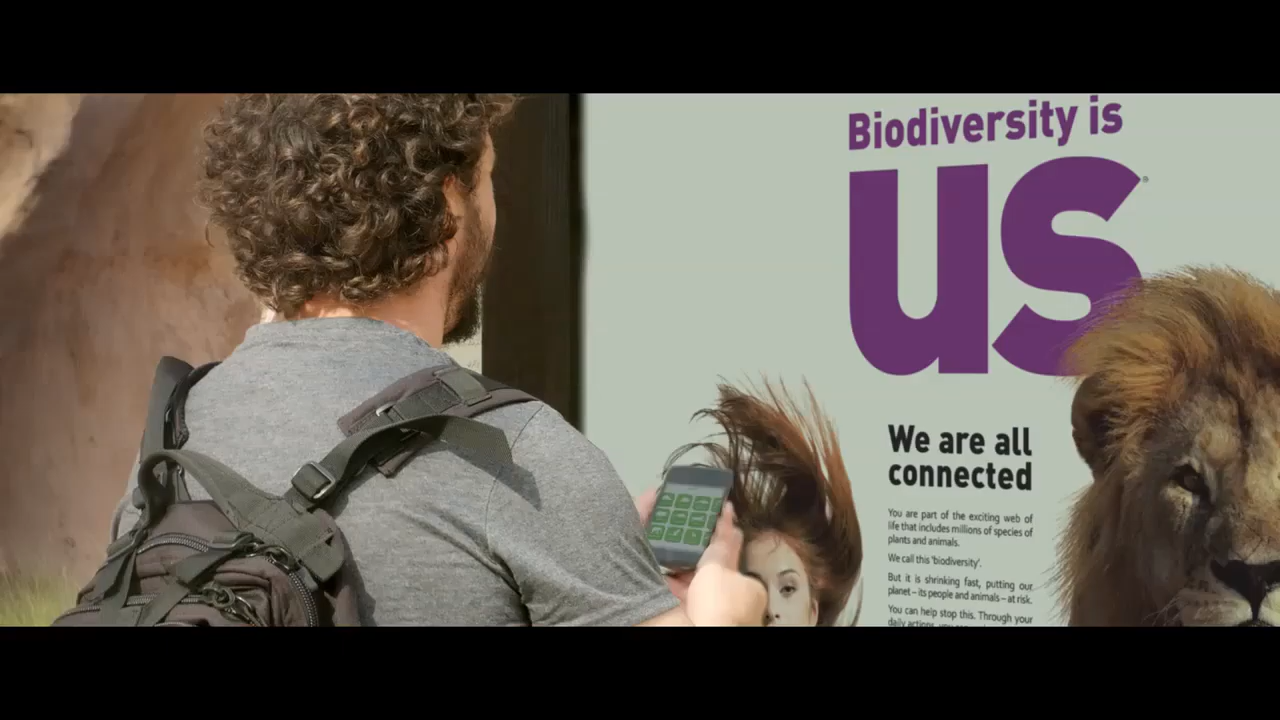 Biodiversity is
us®
We are all
connected
You are part of the exciting web of
life that includes millions of species of
plants and animals.
We call this 'biodiversity'.
But it is shrinking fast, putting our
planet – its people and animals – at risk.
You can help stop this. Through your
daily actions,